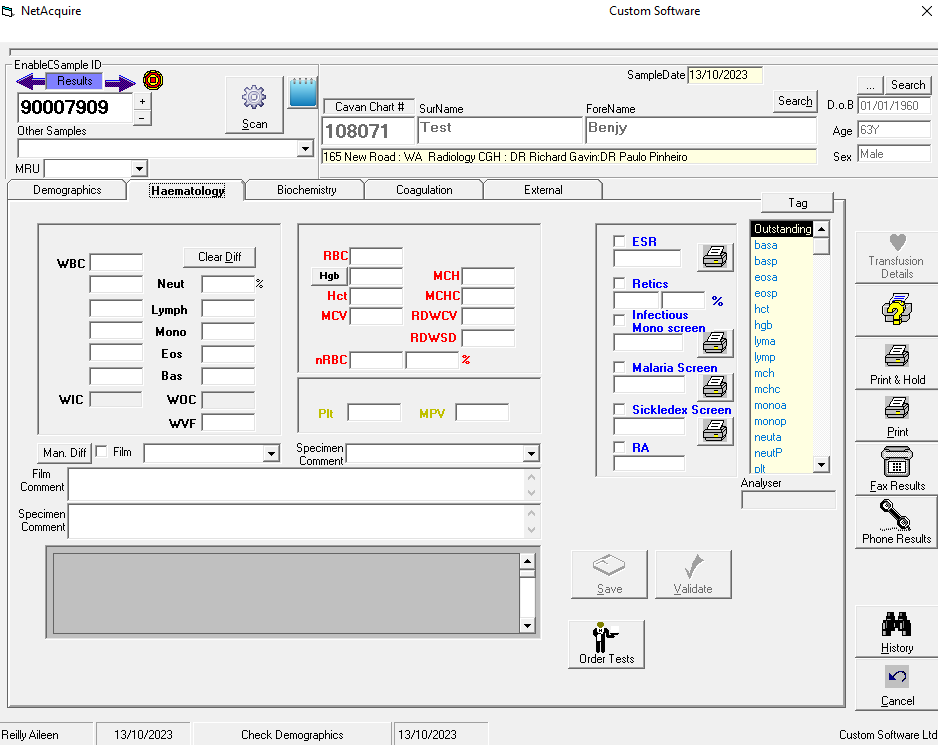 NetAcquire
Custom Software
EnableCSample ID
Results
90007909
+
-
Other Samples
MRU
Scan
SampleDate 13/10/2023
Cavan Chart #
SurName
ForeName
Search
108071
Test
Benjy
165 New Road : WA Radiology CGH : DR Richard Gavin:DR Paulo Pinheiro
...
Search
D.o.B 01/01/1960
Age 63Y
Sex Male
Demographics
Haematology
Biochemistry
Coagulation
External
Tag
WBC
Clear Diff
Neut %
Lymph
Mono
Eos
Bas
WIC
WOC
WVF
RBC
Hgb
MCH
Hct
MCHC
MCV
RDWCV
RDWSD
nRBC %
Plt
MPV
ESR
Retics
%
Infectious
Mono screen
Malaria Screen
Sickledex Screen
RA
Outstanding
basa
basp
eosa
eosp
hct
hgb
lyma
lymp
mch
mchc
monoa
monop
neuta
neutP
plt
Analyser
Man. Diff
Film
Specimen
Comment
Film
Comment
Specimen
Comment
Save
Validate
Order Tests
Transfusion
Details
Print & Hold
Print
Fax Results
Phone Results
History
Cancel
Reilly Aileen
13/10/2023
Check Demographics
13/10/2023
Custom Software Ltd